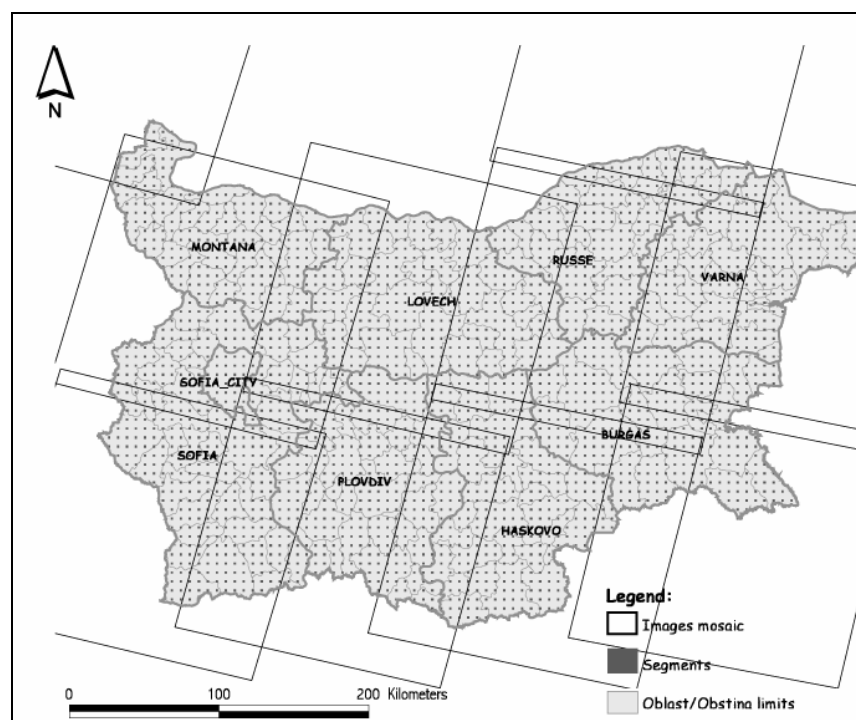 N
MONTANA
RUSSE
VARNA
LOVECH
SOFIA_CITY
BURGAS
SOFIA
PLOVDIV
HASKOVO
Legend:
Images mosaic
Segments
Oblast/Obstina limits
0 100 200 Kilometers